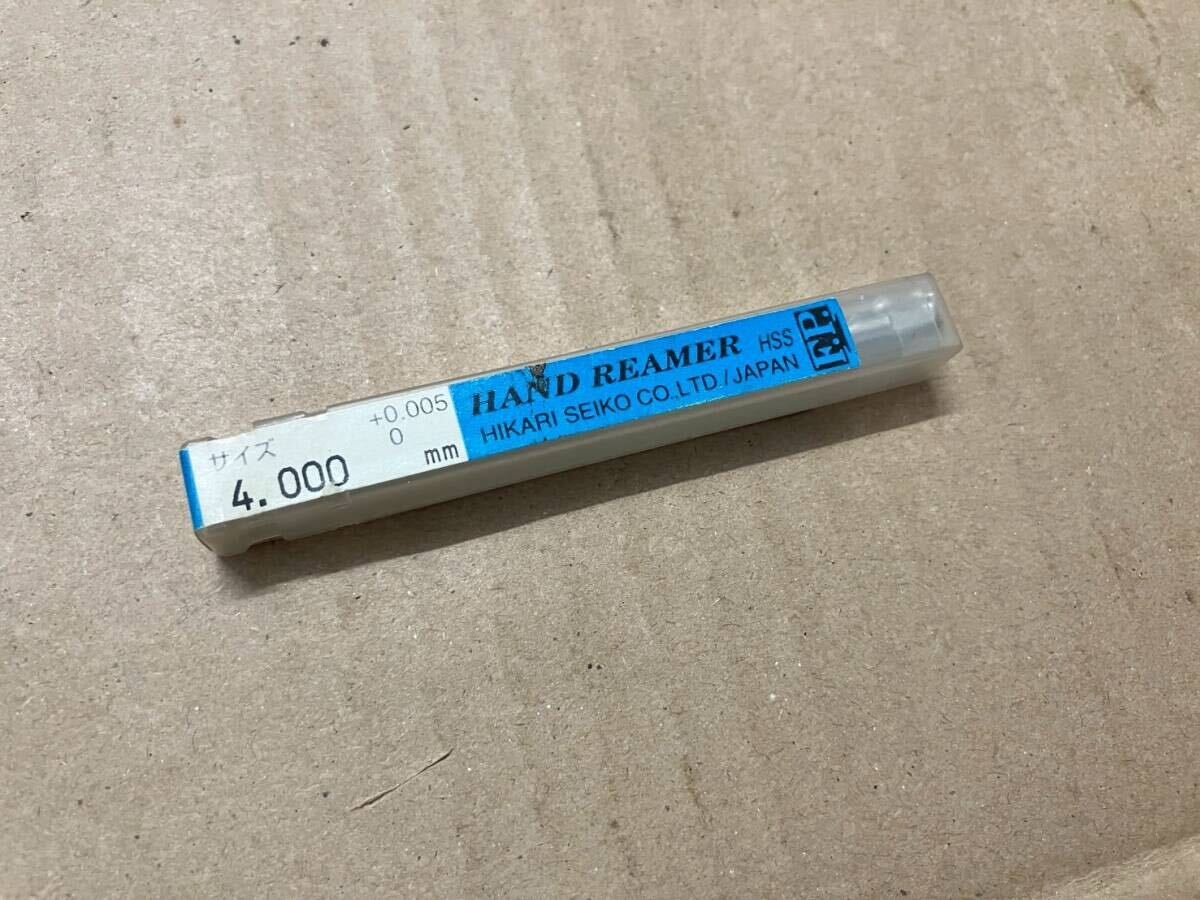 サイズ
+0.005
0
4.000 mm
HAND REAMER HSS
HIKARI SEIKO CO.,LTD./JAPAN